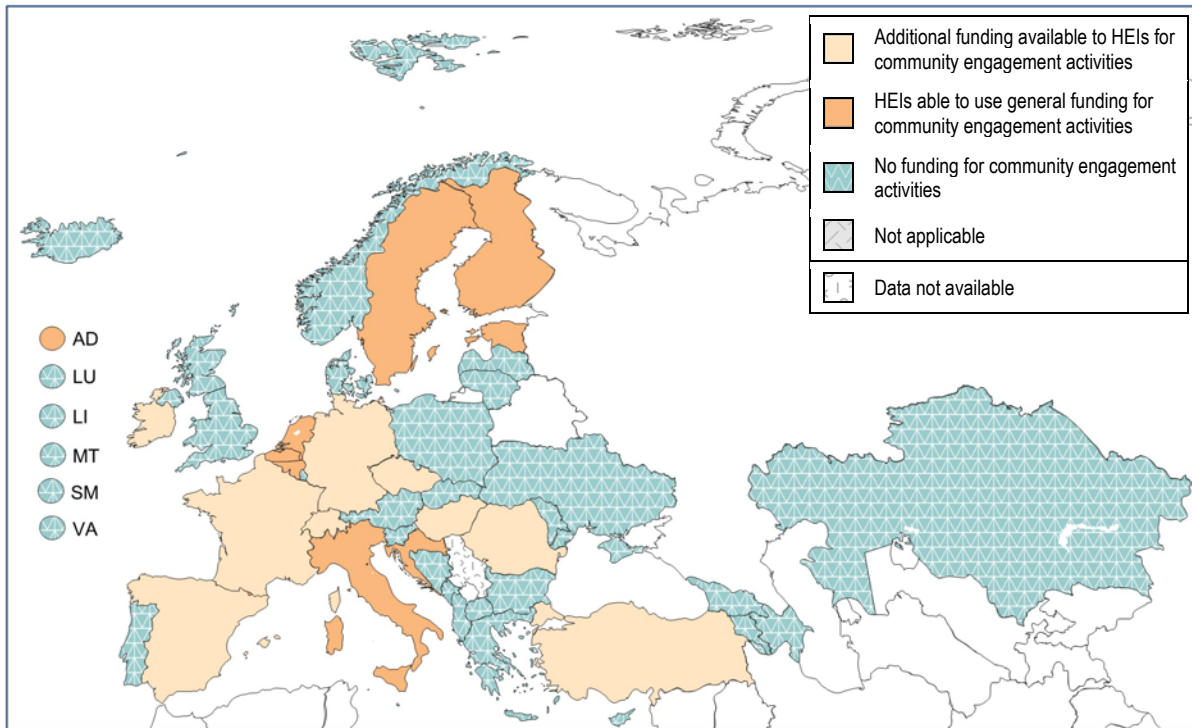 Additional funding available to HEIs for
community engagement activities
HEIs able to use general funding for
community engagement activities
No funding for community engagement
activities
Not applicable
Data not available
AD
LU
LI
MT
SM
VA